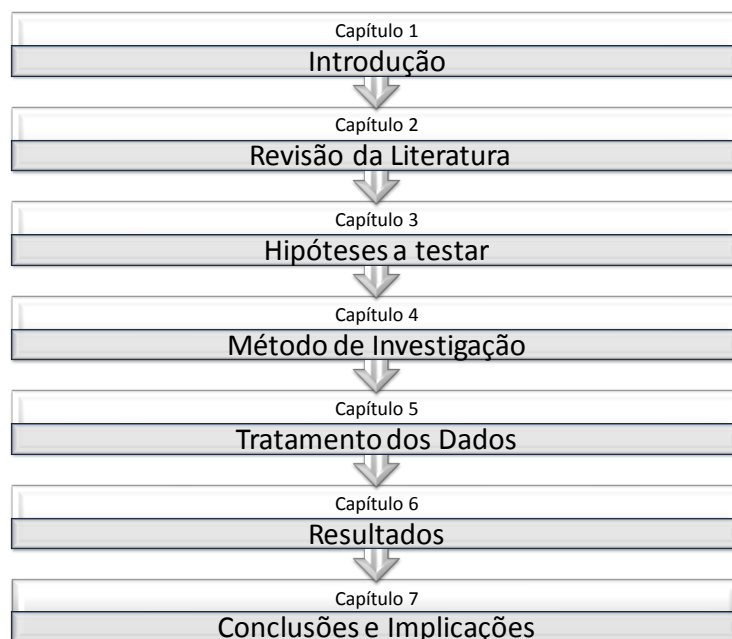 Capítulo 1
Introdução
Capítulo 2
Revisão da Literatura
Capítulo 3
Hipóteses a testar
Capítulo 4
Método de Investigação
Capítulo 5
Tratamento dos Dados
Capítulo 6
Resultados
Capítulo 7
Conclusões e Implicações